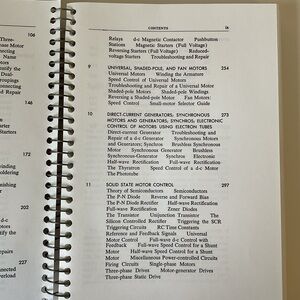 CONTENTS ix
Three-
phase Motor
necting
Name
tors
ntify the
Dual-
106
146
172
227
Relays d-c Magnetic Contactor Pushbutton
Stations Magnetic Starters (Full Voltage)
Reversing Starters (Full Voltage) Reduced-
voltage Starters Troubleshooting and Repair
9 UNIVERSAL, SHADED-POLE, AND FAN MOTORS 254
Universal Motors Winding the Armature
Speed Control of Universal Motors
Troubleshooting and Repair of a Universal Motor
Shaded-pole Motors
Reversing a Shaded-pole Motor Fan Motors
Speed Control Small-motor Selector Guide
10 DIRECT-CURRENT GENERATORS; SYNCHRONOUS 273
MOTORS AND GENERATORS; SYNCHROS; ELECTRONIC
CONTROL OF MOTORS USING ELECTRON TUBES
Direct-current Generator Troubleshooting and
Repair of a d-c Generator Synchronous Motors
and Generators; Synchros Brushless Synchronous
Motor Synchronous Generator Brushless
Synchronous-Generator Synchros Electronic
Half-wave Rectification Full-wave Rectification
The Thyratron Speed Control of a d-c Motor
The Phototube
11 SOLID STATE MOTOR CONTROL 297
Theory of Semiconductors Semiconductors
The P-N Diode Reverse and Forward Bias
The P-N Diode Rectifier Half-wave Rectification
Full-wave Rectification Zener Diodes
The Transistor Unijunction Transistor The
Silicon Controlled Rectifier Triggering the SCR
Triggering Circuits RC Time Constants
Reference and Feedback Signals Universal
Motor Control Full-wave d-c Control with
Feedback Full-wave Speed Control for a Shunt
Motor Half-wave Speed Control for a Shunt
Motor Miscellaneous Power-controlled Circuits
Firing Circuits Single-phase Motors
Three-phase Drives Motor-generator Drives
Three-phase Static Drive